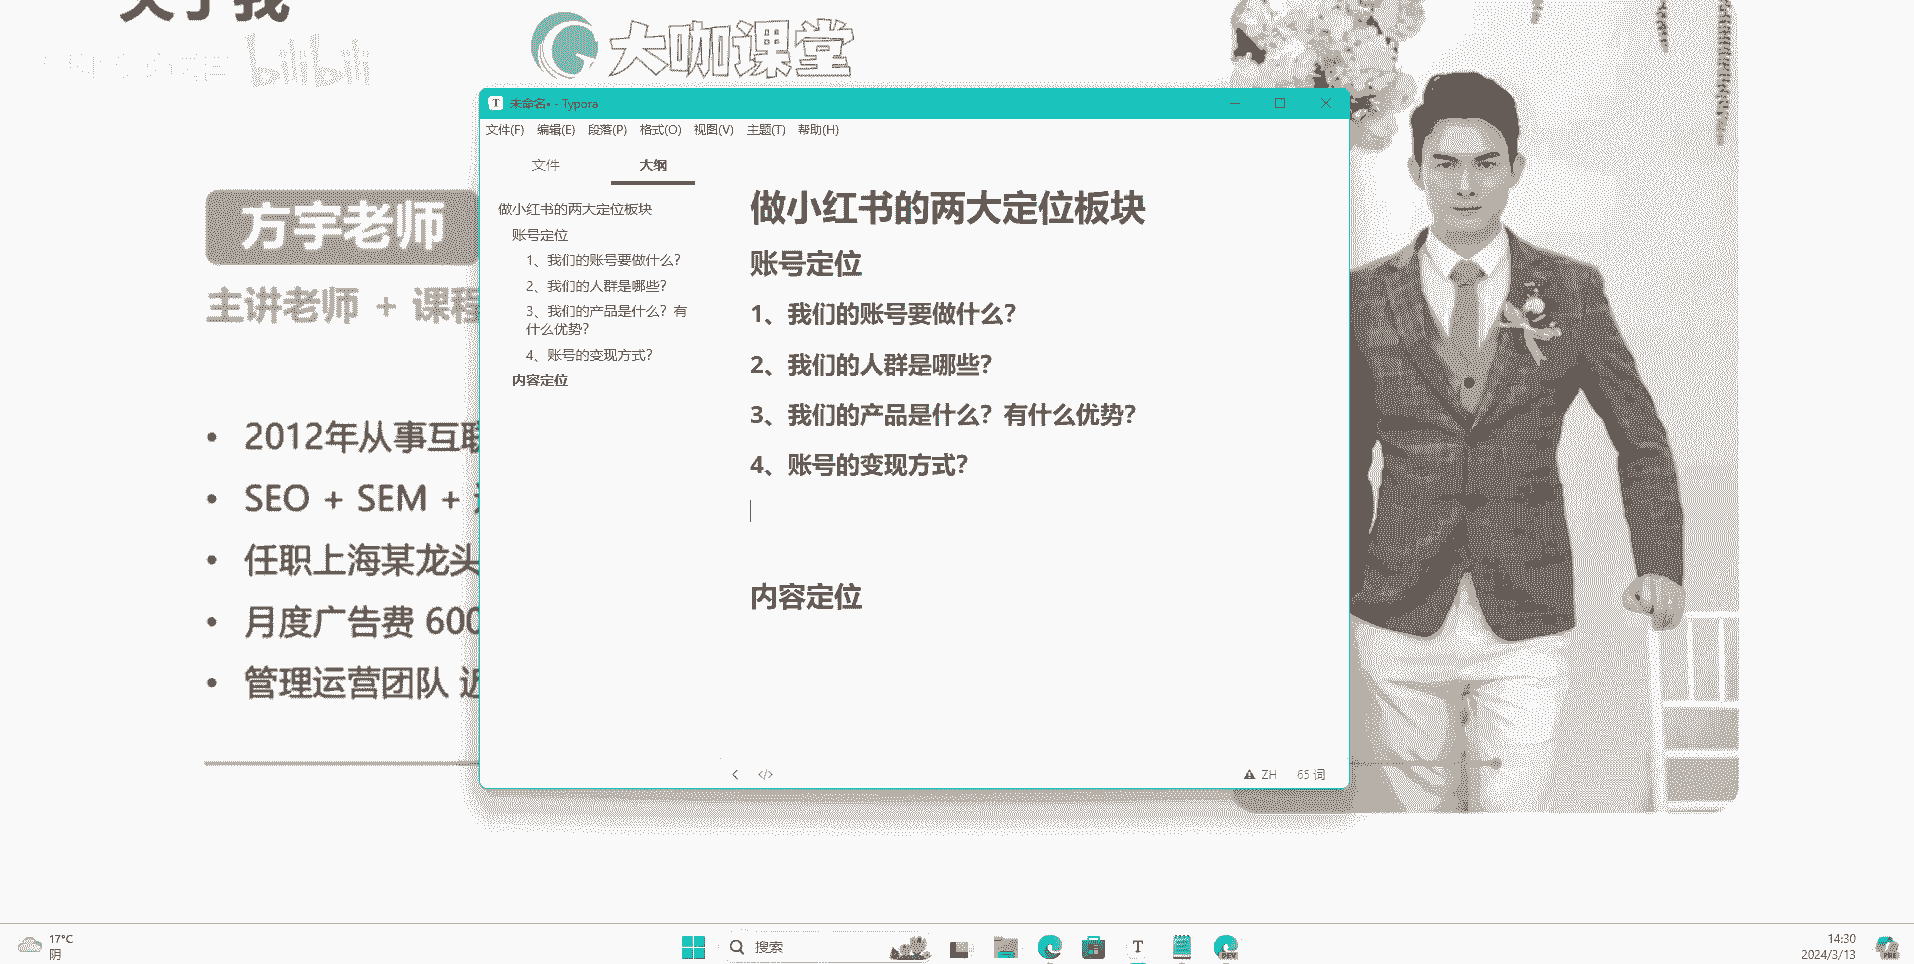 关于我
bilibili
大咖课堂
方宇老师
主讲老师 + 课程
2012年从事互联
SEO + SEM +
任职上海某龙头
月度广告费 600
管理运营团队 近
未命名• - Typora
文件(F) 编辑(E) 段落(P) 格式(O) 视图(V) 主题(T) 帮助(H)
文件 大纲
做小红书的两大定位板块
账号定位
1、我们的账号要做什么？
2、我们的人群是哪些？
3、我们的产品是什么？有
什么优势？
4、账号的变现方式？
内容定位
做小红书的两大定位板块
账号定位
1、我们的账号要做什么？
2、我们的人群是哪些？
3、我们的产品是什么？有什么优势？
4、账号的变现方式？
内容定位
ZH 65 词
17°C
阴
搜索
T
DEV
14:30
2024/3/13
PRE